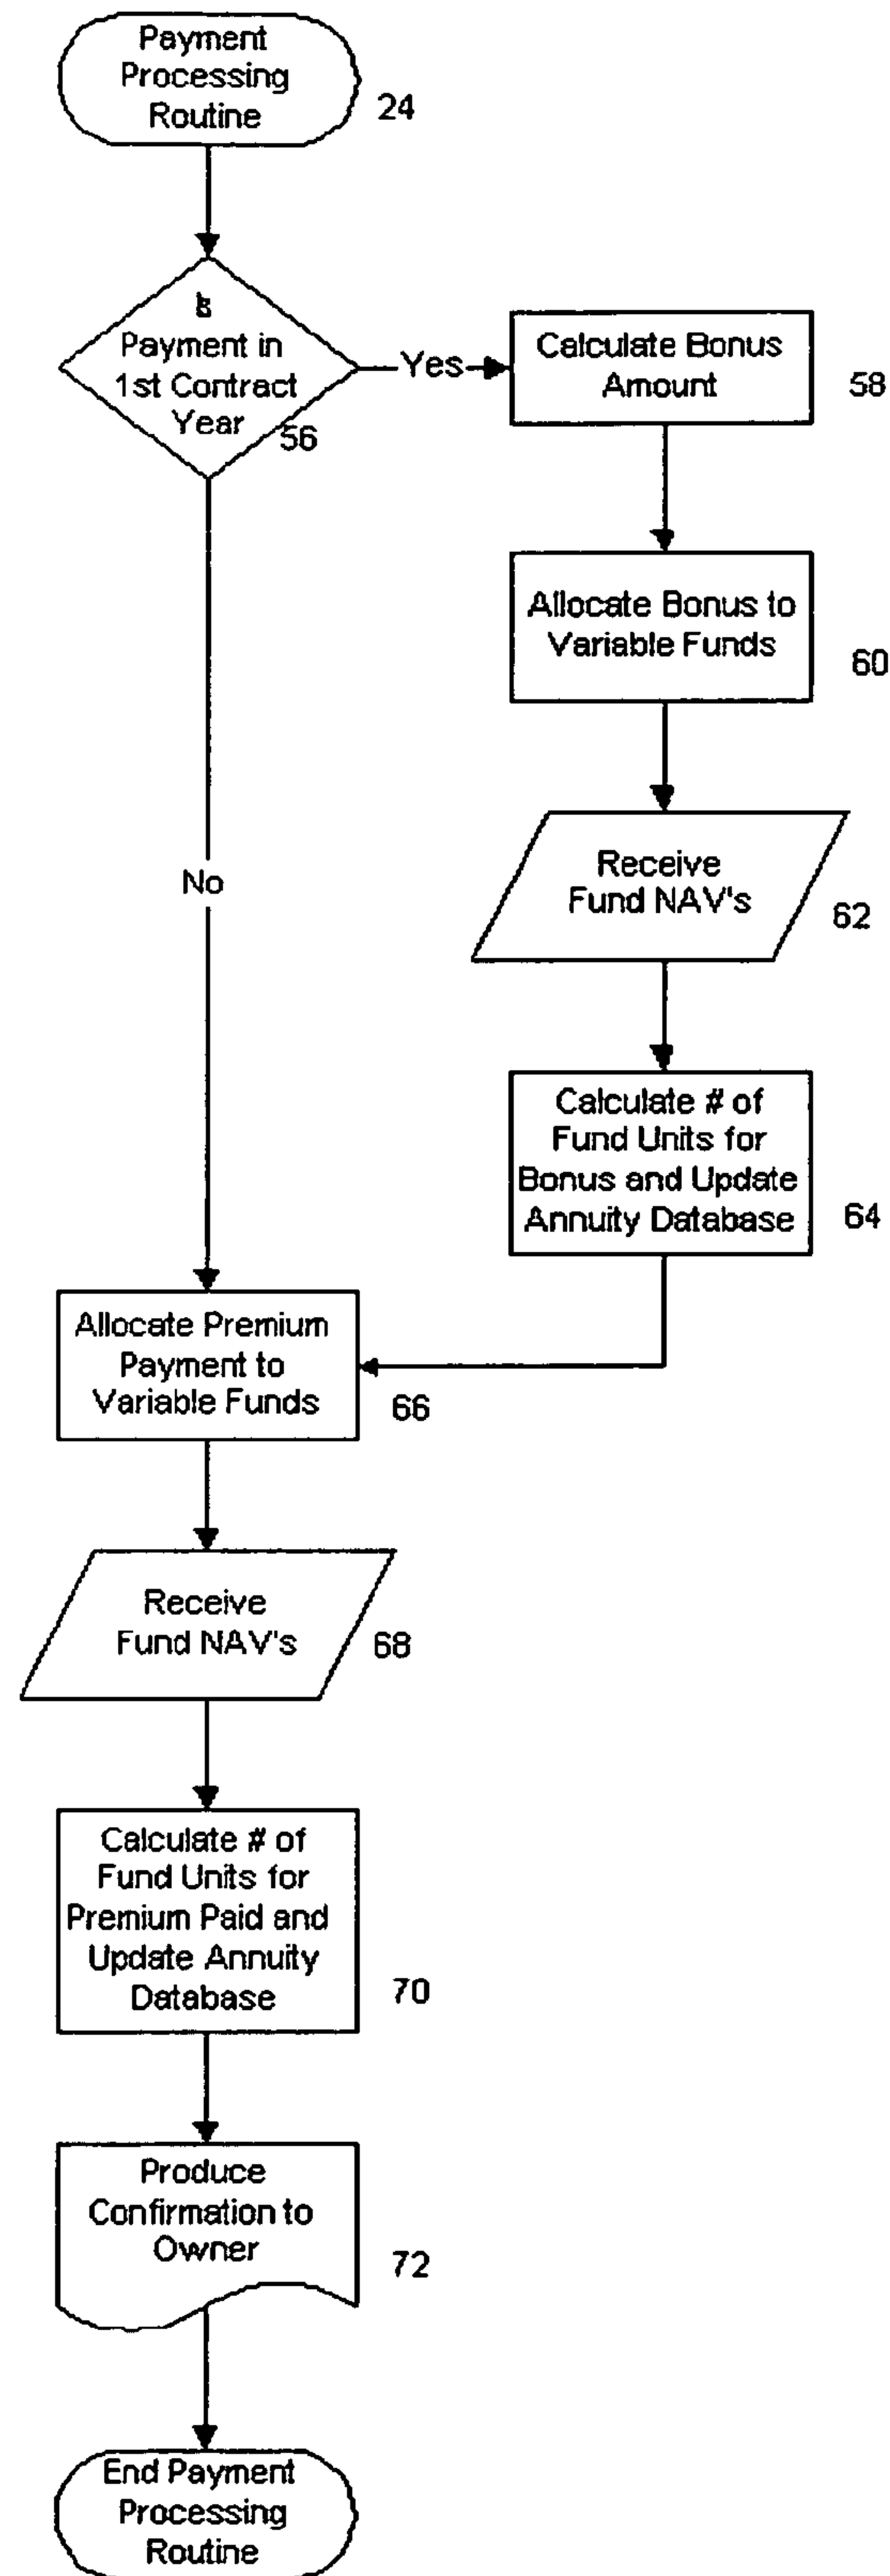 Payment
Processing
Routine
24
Is
Payment in
1st Contract
Year
56
Yes
Calculate Bonus
Amount
58
Allocate Bonus to
Variable Funds
60
Receive
Fund NAV's
62
Calculate # of
Fund Units for
Bonus and Update
Annuity Database
64
No
Allocate Premium
Payment to
Variable Funds
66
Receive
Fund NAV's
68
Calculate # of
Fund Units for
Premium Paid and
Update Annuity
Database
70
Produce
Confirmation to
Owner
72
End Payment
Processing
Routine